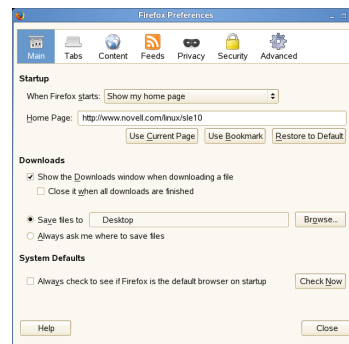 Firefox Preferences
Main Tabs Content Feeds Privacy Security Advanced
Startup
When Firefox starts: Show my home page
Home Page: http://www.novell.com/linux/sle10
Use Current Page Use Bookmark Restore to Default
Downloads
Show the Downloads window when downloading a file
Close it when all downloads are finished
Save files to Desktop Browse...
Always ask me where to save files
System Defaults
Always check to see if Firefox is the default browser on startup Check Now
Help Close